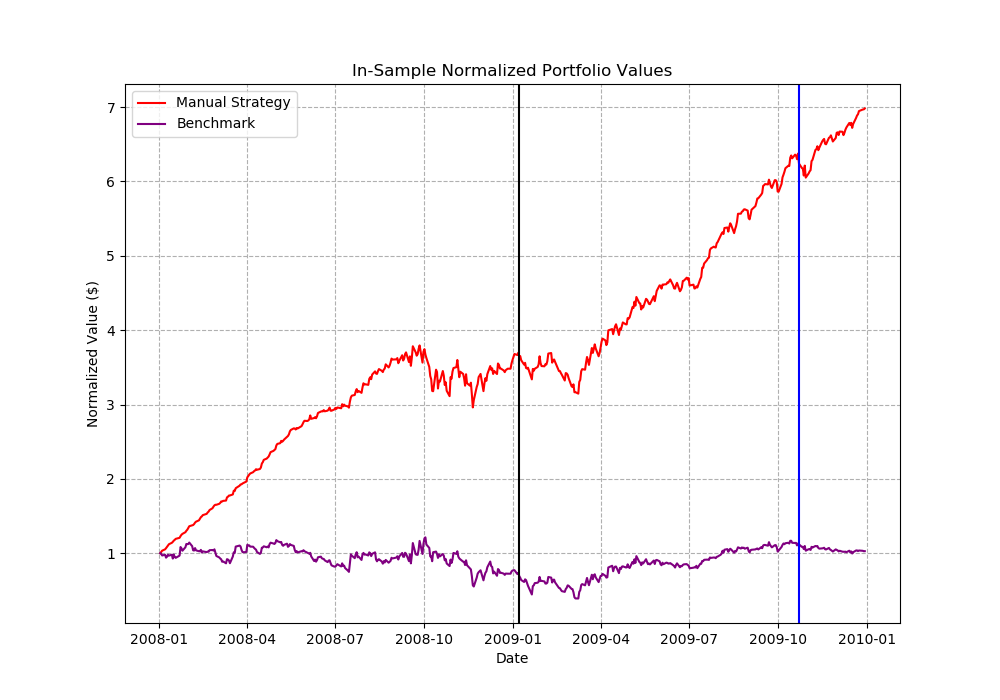 In-Sample Normalized Portfolio Values
Manual Strategy
Benchmark
Normalized Value ($)
7
6
5
4
3
2
1
2008-01 2008-04 2008-07 2008-10 2009-01 2009-04 2009-07 2009-10 2010-01
Date